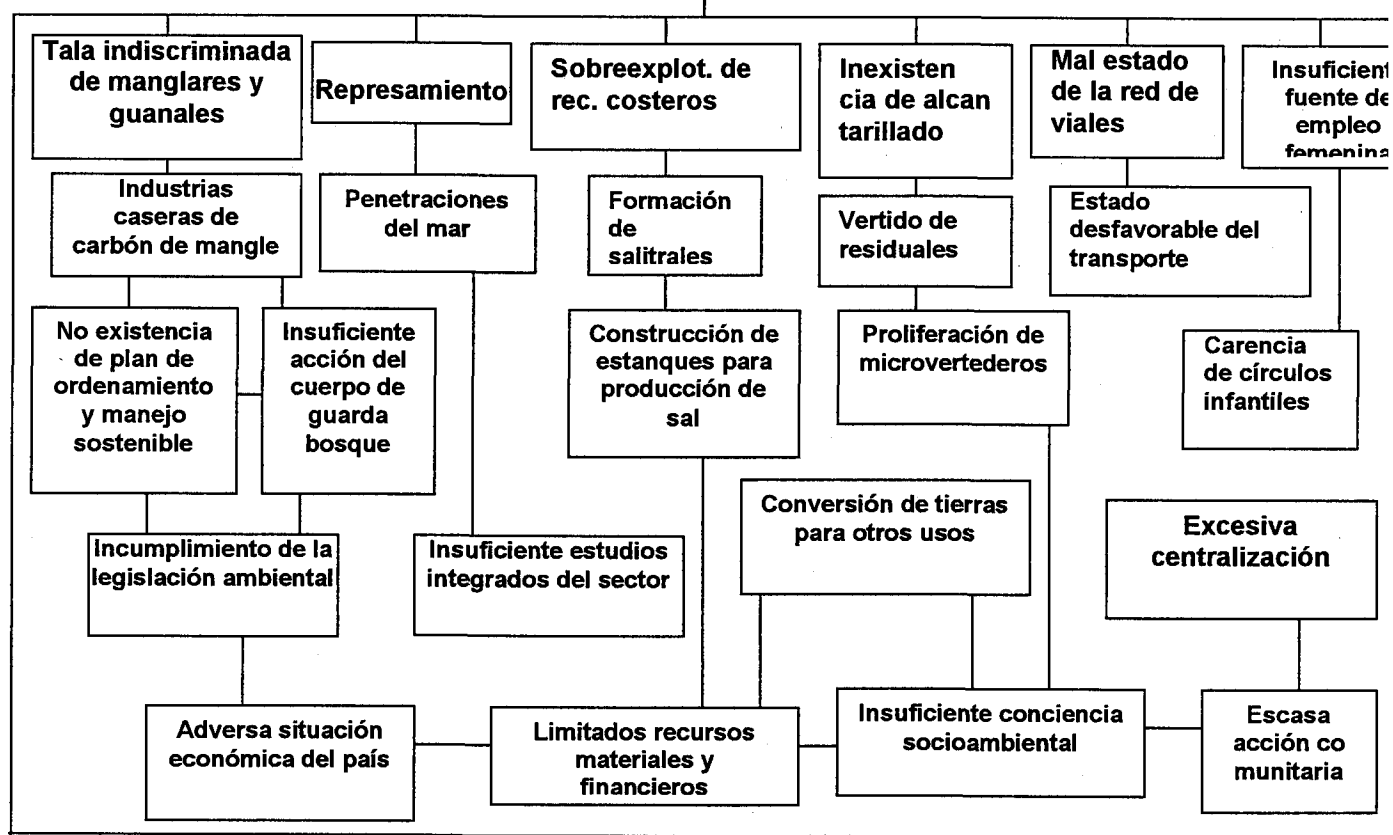 Tala indiscriminada
de manglares y
guanales
Represamiento
Sobreexplot. de
rec. costeros
Inexisten
cia de alcan
tarillado
Mal estado
de la red de
viales
Insuficient
fuente de
empleo
femenina
Industrias
caseras de
carbón de mangle
Penetraciones
del mar
Formación
de
salitrales
Vertido de
residuales
Estado
desfavorable del
transporte
No existencia
de plan de
ordenamiento
y manejo
sostenible
Insuficiente
acción del
cuerpo de
guarda
bosque
Construcción de
estanques para
producción de
sal
Proliferación de
microvertederos
Carencia
de círculos
infantiles
Incumplimiento de la
legislación ambiental
Insuficiente estudios
integrados del sector
Conversión de tierras
para otros usos
Excesiva
centralización
Adversa situación
económica del país
Limitados recursos
materiales y
financieros
Insuficiente conciencia
socioambiental
Escasa
acción co
munitaria